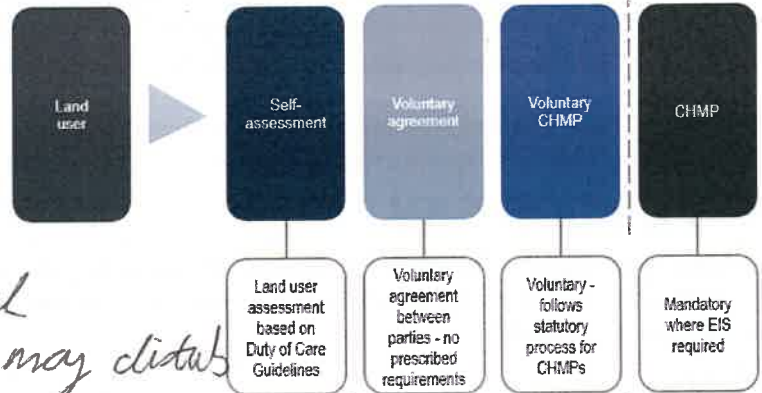 Land
user
Self-
assessment
Voluntary
agreement
Voluntary
CHMP
CHMP
Land user
assessment
based on
Duty of Care
Guidelines
Voluntary
agreement
between
parties - no
prescribed
requirements
Voluntary -
follows
statutory
process for
CHMPs
Mandatory
where EIS
required
may disturb